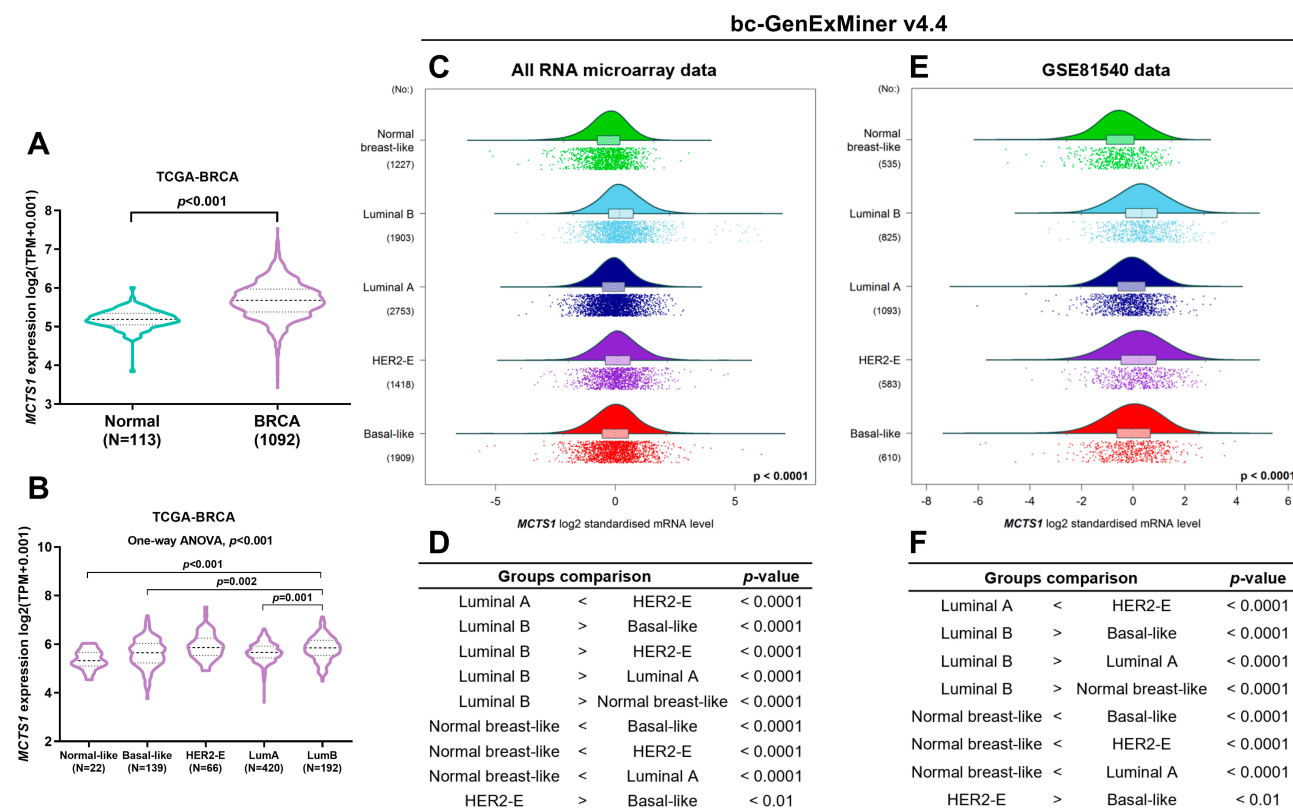 bc-GenExMiner v4.4
A
TCGA-BRCA
p<0.001
MCTS1 expression log2(TPM+0.001)
8
7
6
5
4
3
Normal
(N=113)
BRCA
(1092)
B
TCGA-BRCA
One-way ANOVA, p<0.001
p<0.001
p=0.002
p=0.001
MCTS1 expression log2(TPM+0.001)
10
8
6
4
2
Normal-like Basal-like HER2-E LumA LumB
(N=22) (N=139) (N=66) (N=420) (N=192)
C
All RNA microarray data
(No:)
Normal
breast-like
(1227)
Luminal B
(1903)
Luminal A
(2753)
HER2-E
(1418)
Basal-like
(1909)
p < 0.0001
-5 0 5
MCTS1 log2 standardised mRNA level
D
Groups comparison p-value
Luminal A < HER2-E < 0.0001
Luminal B > Basal-like < 0.0001
Luminal B > HER2-E < 0.0001
Luminal B > Luminal A < 0.0001
Luminal B > Normal breast-like < 0.0001
Normal breast-like < Basal-like < 0.0001
Normal breast-like < HER2-E < 0.0001
Normal breast-like < Luminal A < 0.0001
HER2-E > Basal-like < 0.01
E
GSE81540 data
(No:)
Normal
breast-like
(535)
Luminal B
(825)
Luminal A
(1093)
HER2-E
(583)
Basal-like
(610)
p < 0.0001
-8 -6 -4 -2 0 2 4 6
MCTS1 log2 standardised mRNA level
F
Groups comparison p-value
Luminal A < HER2-E < 0.0001
Luminal B > Basal-like < 0.0001
Luminal B > Luminal A < 0.0001
Luminal B > Normal breast-like < 0.0001
Normal breast-like < Basal-like < 0.0001
Normal breast-like < HER2-E < 0.0001
Normal breast-like < Luminal A < 0.0001
HER2-E > Basal-like < 0.01